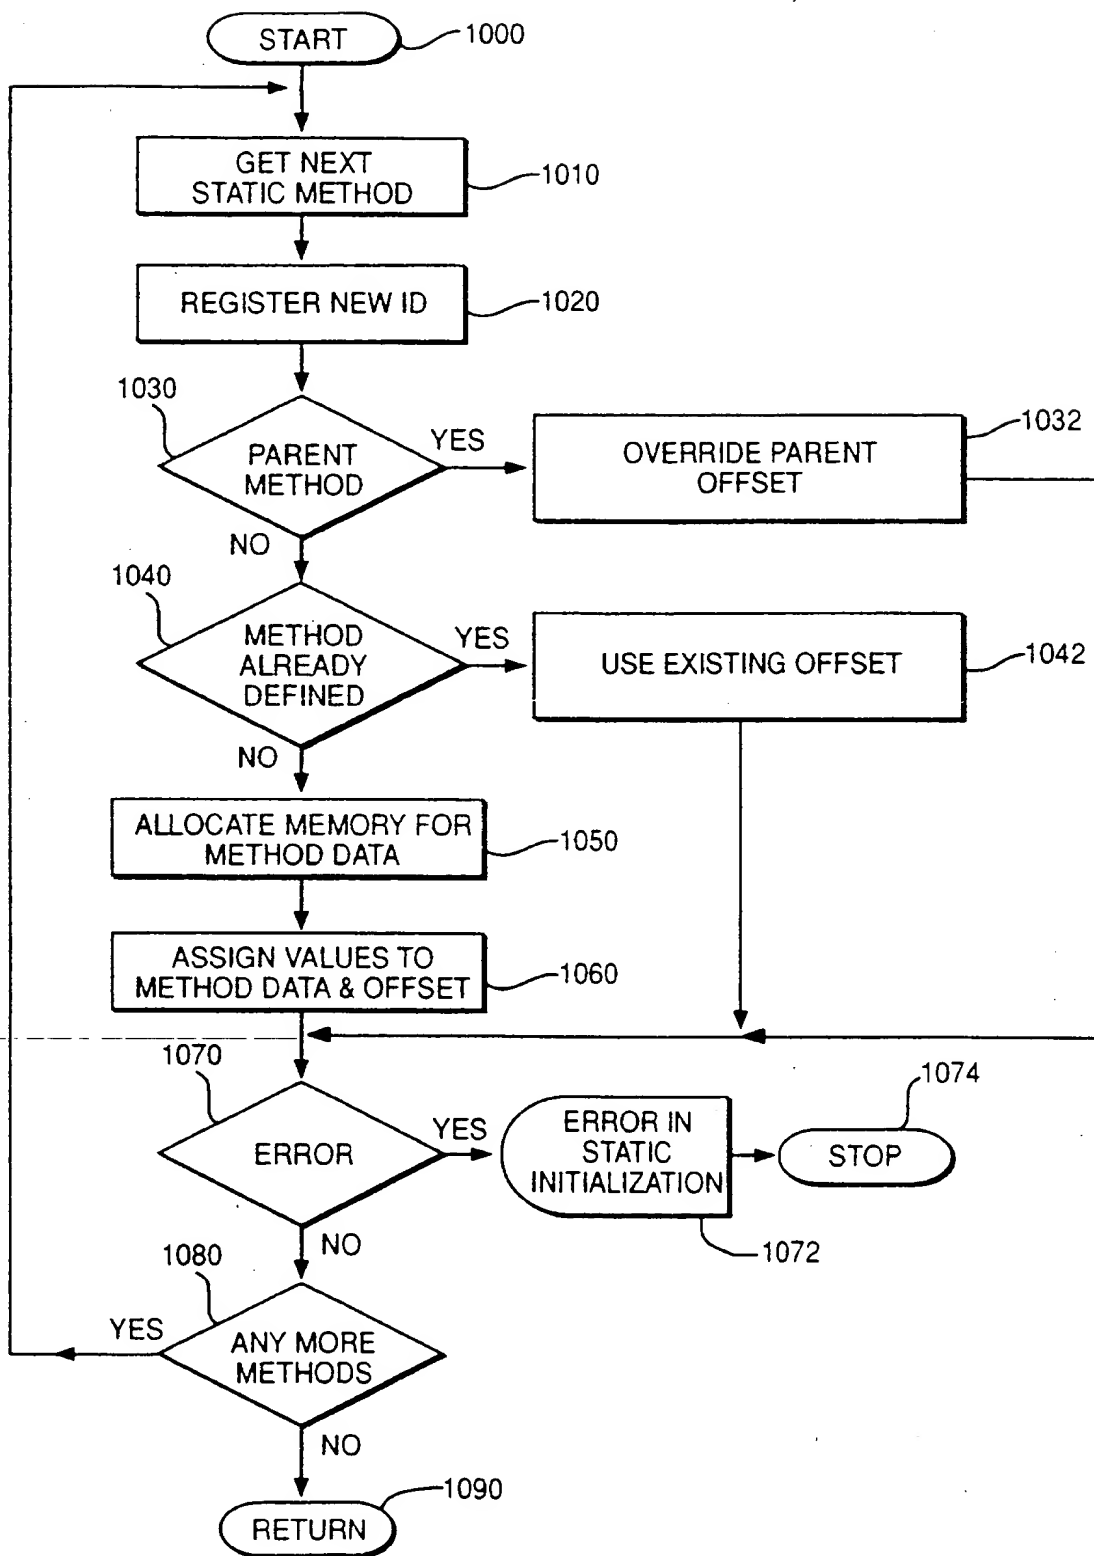 START
1000
GET NEXT
STATIC METHOD
1010
REGISTER NEW ID
1020
1030
PARENT
METHOD
YES
OVERRIDE PARENT
OFFSET
1032
NO
1040
METHOD
ALREADY
DEFINED
YES
USE EXISTING OFFSET
1042
NO
ALLOCATE MEMORY FOR
METHOD DATA
1050
ASSIGN VALUES TO
METHOD DATA & OFFSET
1060
1070
ERROR
YES
ERROR IN
STATIC
INITIALIZATION
1072
STOP
1074
NO
1080
ANY MORE
METHODS
YES
NO
RETURN
1090